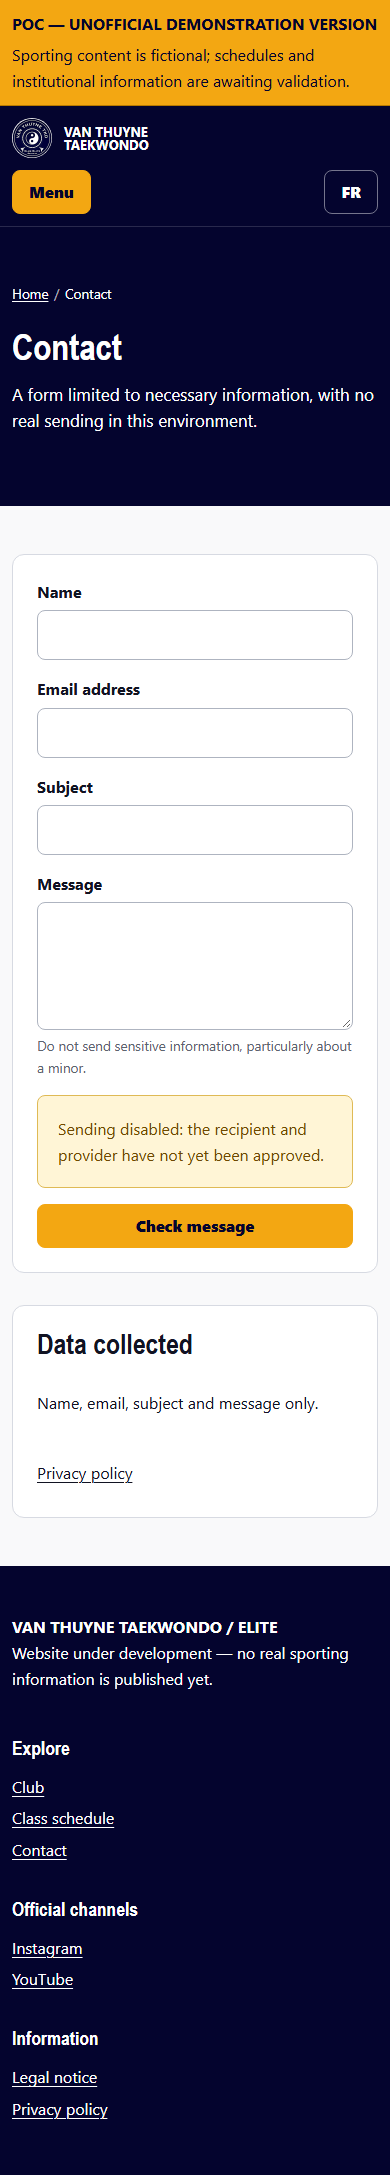 POC — UNOFFICIAL DEMONSTRATION VERSION
Sporting content is fictional; schedules and
institutional information are awaiting validation.
VAN THUYNE
TAEKWONDO
Menu
FR
Home / Contact
Contact
A form limited to necessary information, with no
real sending in this environment.
Name
Email address
Subject
Message
Do not send sensitive information, particularly about
a minor.
Sending disabled: the recipient and
provider have not yet been approved.
Check message
Data collected
Name, email, subject and message only.
Privacy policy
VAN THUYNE TAEKWONDO / ELITE
Website under development — no real sporting
information is published yet.
Explore
Club
Class schedule
Contact
Official channels
Instagram
YouTube
Information
Legal notice
Privacy policy